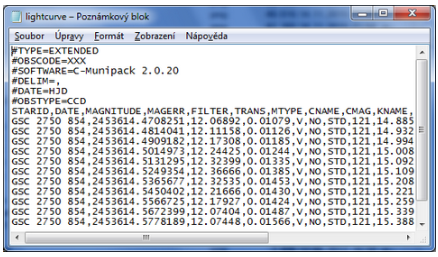 lightcurve – Poznámkový blok
Soubor Úpravy Formát Zobrazení Nápověda
#TYPE=EXTENDED
#OBSCODE=XXX
#SOFTWARE=C-Munipack 2.0.20
#DELIM=,
#DATE=HJD
#OBSTYPE=CCD
STARID,DATE,MAGNITUDE,MAGERR,FILTER,TRANS,MTYPE,CNAME,CMAG,KNAME,
GSC 2750 854,2453614.4708251,12.06892,0.01079,V,NO,STD,121,14.885
GSC 2750 854,2453614.4814041,12.11158,0.01126,V,NO,STD,121,14.932
GSC 2750 854,2453614.4909182,12.17308,0.01185,V,NO,STD,121,14.994
GSC 2750 854,2453614.5014973,12.24425,0.01244,V,NO,STD,121,15.008
GSC 2750 854,2453614.5131295,12.32399,0.01335,V,NO,STD,121,15.092
GSC 2750 854,2453614.5249354,12.36666,0.01385,V,NO,STD,121,15.109
GSC 2750 854,2453614.5365677,12.32535,0.01453,V,NO,STD,121,15.208
GSC 2750 854,2453614.5450402,12.21666,0.01430,V,NO,STD,121,15.221
GSC 2750 854,2453614.5566725,12.17927,0.01424,V,NO,STD,121,15.259
GSC 2750 854,2453614.5672399,12.07404,0.01487,V,NO,STD,121,15.339
GSC 2750 854,2453614.5778189,12.07448,0.01566,V,NO,STD,121,15.388